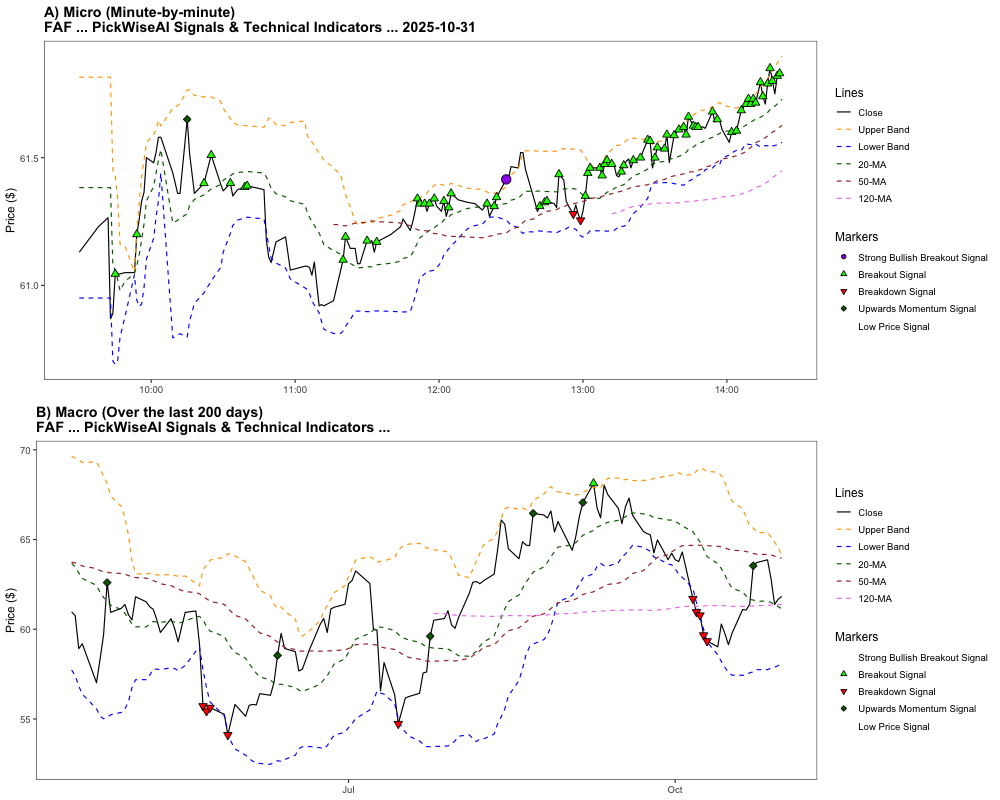 A) Micro (Minute-by-minute)
FAF ... PickWiseAI Signals & Technical Indicators ... 2025-10-31
Price ($)
61.5
61.0
10:00
11:00
12:00
13:00
14:00
Lines
Close
Upper Band
Lower Band
20-MA
50-MA
120-MA
Markers
Strong Bullish Breakout Signal
Breakout Signal
Breakdown Signal
Upwards Momentum Signal
Low Price Signal
B) Macro (Over the last 200 days)
FAF ... PickWiseAI Signals & Technical Indicators ...
Price ($)
70
65
60
55
Jul
Oct
Lines
Close
Upper Band
Lower Band
20-MA
50-MA
120-MA
Markers
Strong Bullish Breakout Signal
Breakout Signal
Breakdown Signal
Upwards Momentum Signal
Low Price Signal